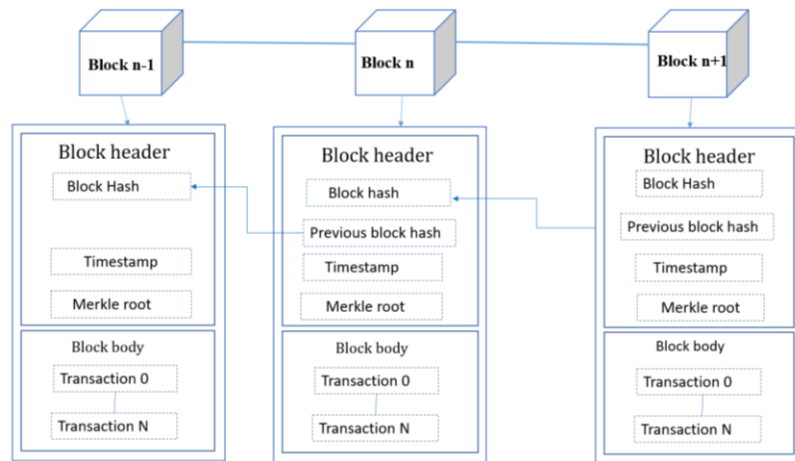 Block n-1
Block n
Block n+1
Block header
Block Hash
Timestamp
Merkle root
Block body
Transaction 0
Transaction N
Block header
Block hash
Previous block hash
Timestamp
Merkle root
Block body
Transaction 0
Transaction N
Block header
Block Hash
Previous block hash
Timestamp
Merkle root
Block body
Transaction 0
Transaction N